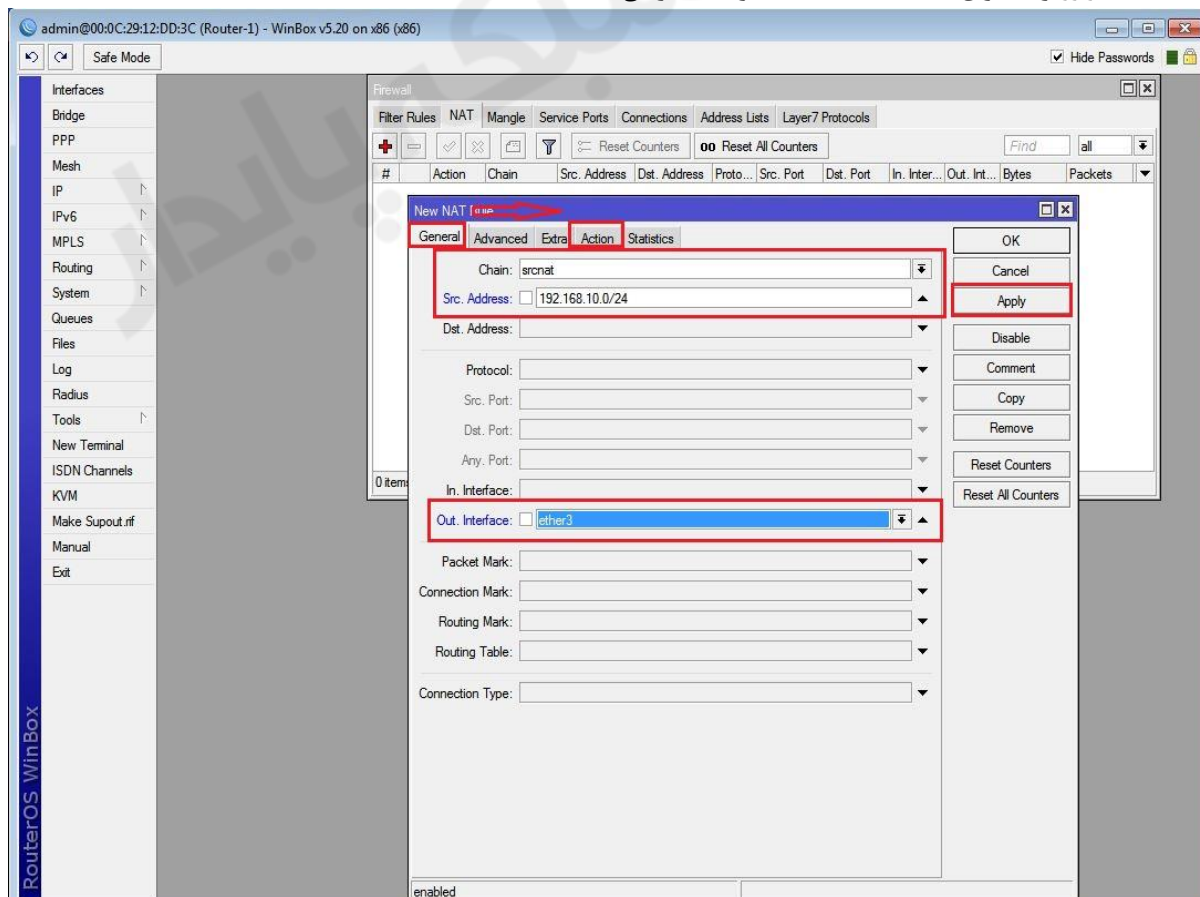 admin@00:0C:29:12:DD:3C (Router-1) - WinBox v5.20 on x86 (x86)
Safe Mode
Hide Passwords
Interfaces
Bridge
PPP
Mesh
IP
IPv6
MPLS
Routing
System
Queues
Files
Log
Radius
Tools
New Terminal
ISDN Channels
KVM
Make Supout.rif
Manual
Exit
RouterOS WinBox
Firewall
Filter Rules NAT Mangle Service Ports Connections Address Lists Layer7 Protocols
Reset Counters 00 Reset All Counters Find all
# Action Chain Src. Address Dst. Address Proto... Src. Port Dst. Port In. Inter... Out. Int... Bytes Packets
0 items
New NAT Rule
General Advanced Extra Action Statistics
Chain: srcnat
Src. Address: 192.168.10.0/24
Dst. Address:
Protocol:
Src. Port:
Dst. Port:
Any. Port:
In. Interface:
Out. Interface: ether3
Packet Mark:
Connection Mark:
Routing Mark:
Routing Table:
Connection Type:
enabled
OK
Cancel
Apply
Disable
Comment
Copy
Remove
Reset Counters
Reset All Counters